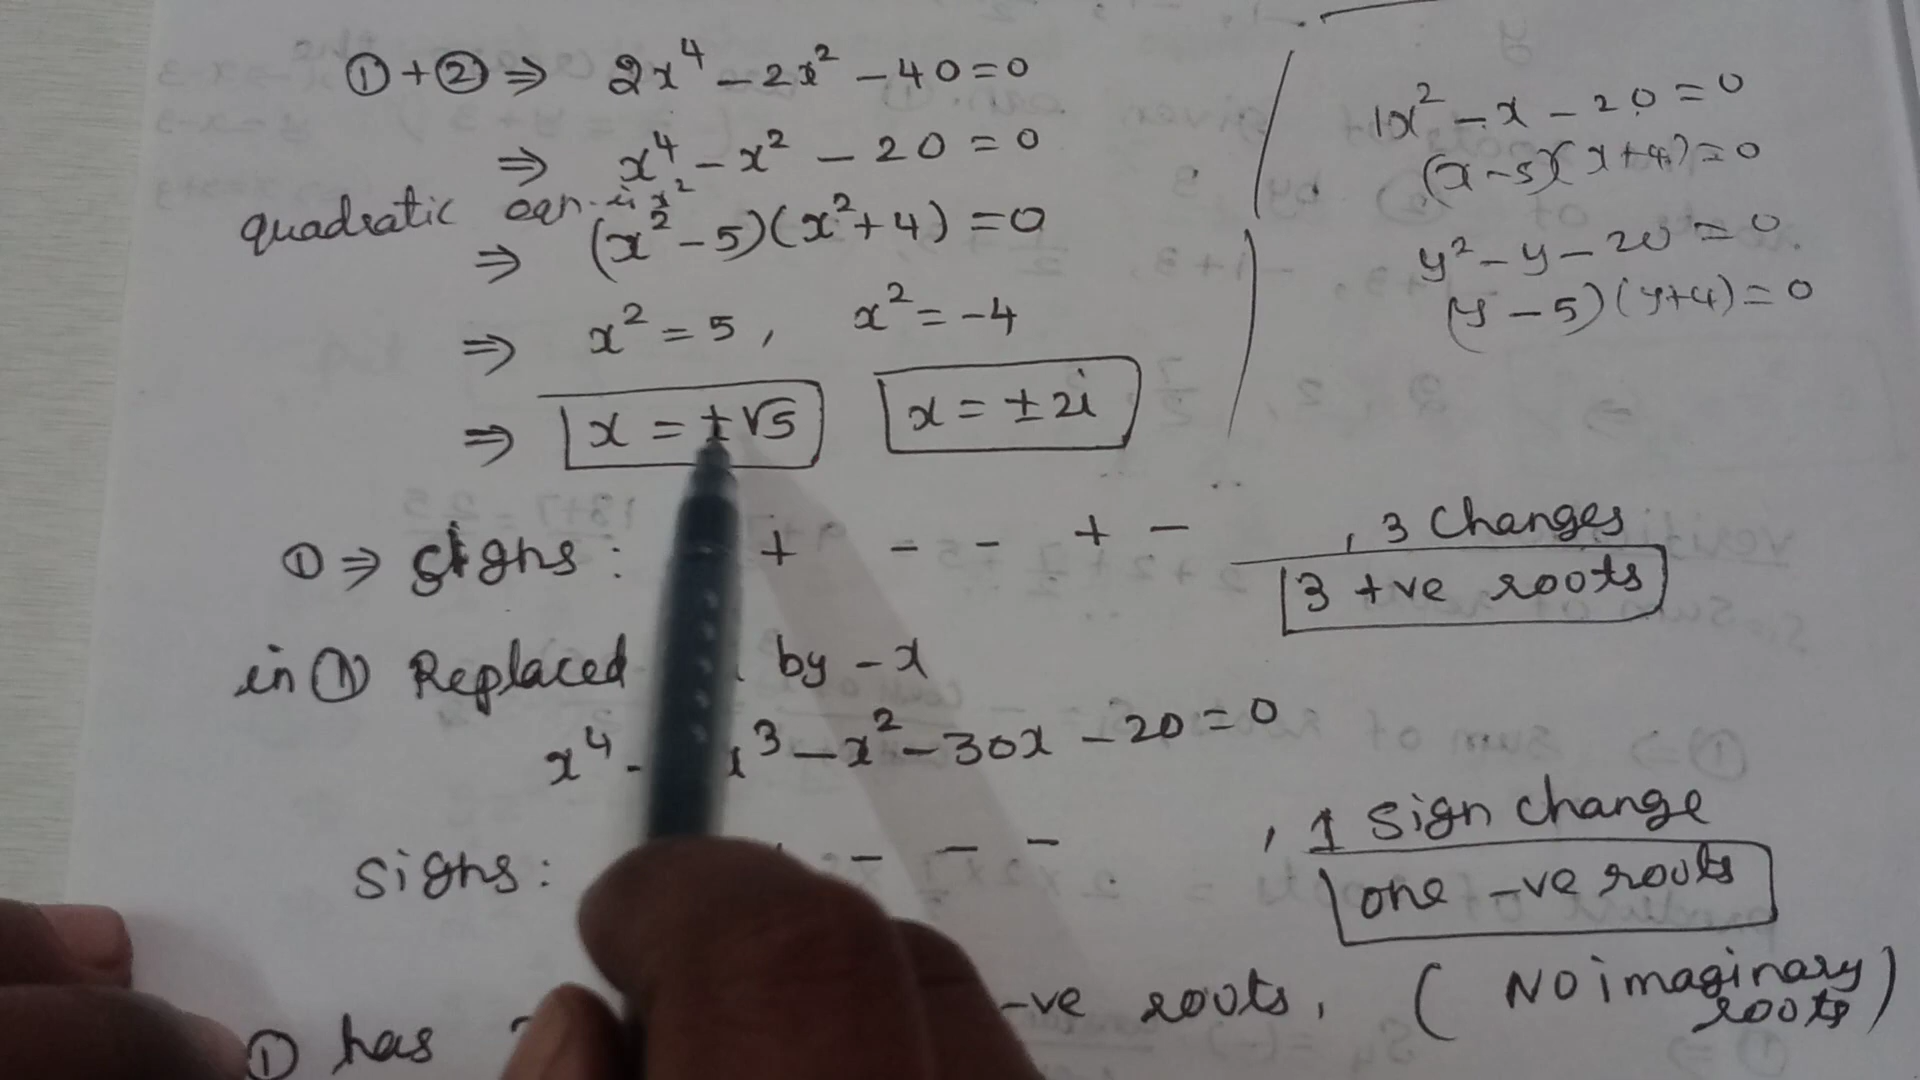 ① + ② ⇒ 2x⁴ - 2x² - 40 = 0
⇒ x⁴ - x² - 20 = 0
quadratic eqn. in x²
⇒ (x² - 5)(x² + 4) = 0
⇒ x² = 5, x² = -4
⇒ x = ±√5 x = ±2i
1x² - x - 20 = 0
(x - 5)(x + 4) = 0
y² - y - 20 = 0
(y - 5)(y + 4) = 0
① ⇒ signs: + - - + - , 3 changes
3 +ve roots
in ① Replaced by -x
x⁴ - x³ - x² - 30x - 20 = 0
signs: - - - , 1 sign change
one -ve roots
① has -ve roots. (NO imaginary roots)